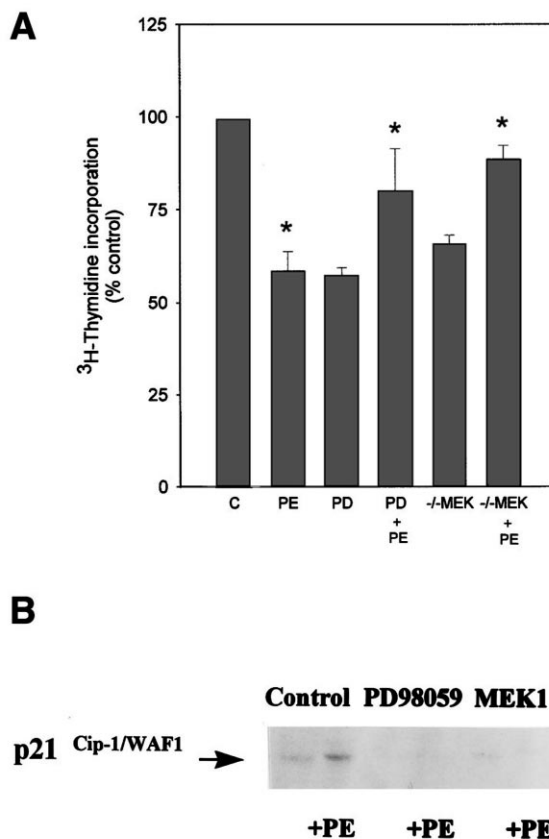 A
125
100
75
50
25
0
³H-Thymidine incorporation
(% control)
*
*
*
C PE PD PD + PE -/-MEK -/-MEK + PE
B
Control PD98059 MEK1
p21 Cip-1/WAF1
+PE +PE +PE